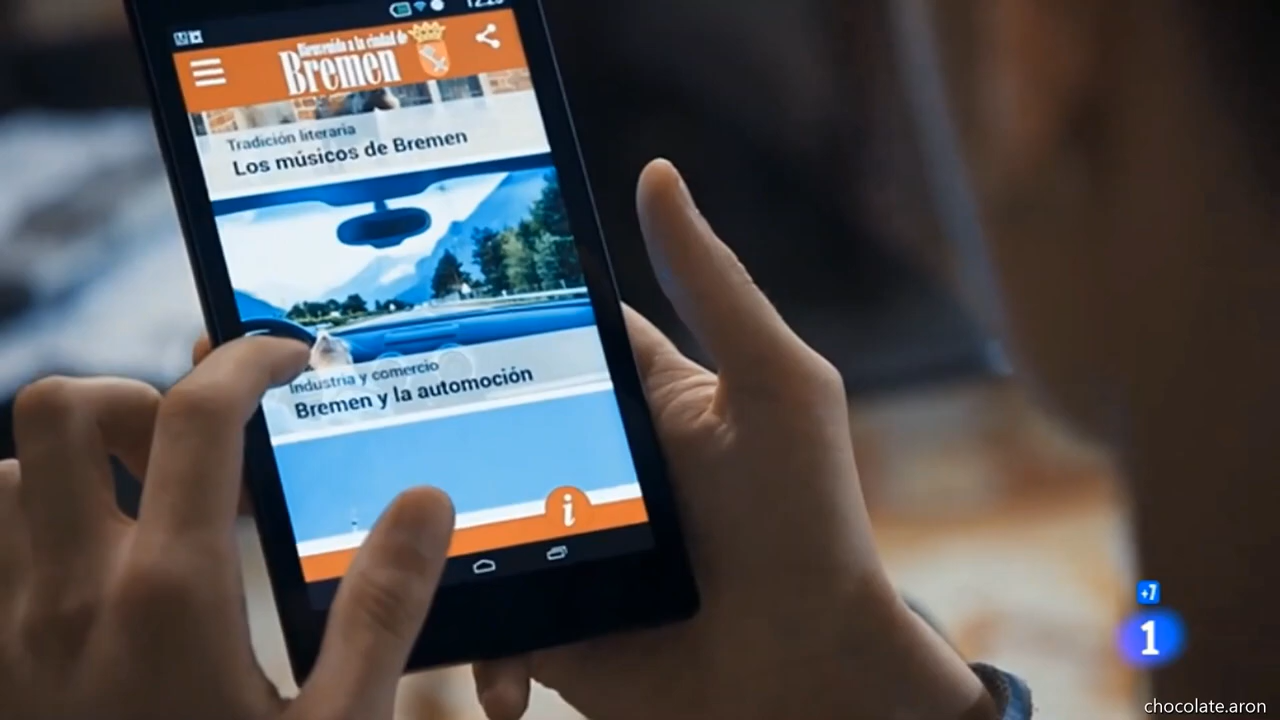 Bienvenido a la ciudad de
Bremen
Tradición literaria
Los músicos de Bremen
Industria y comercio
Bremen y la automoción
i
+7
1
chocolate.aron